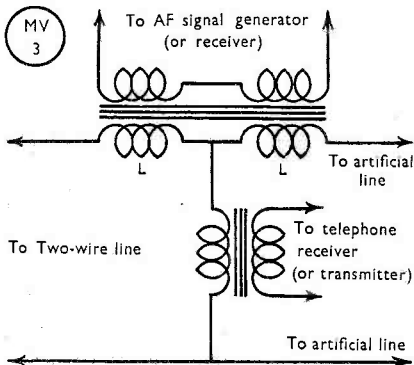 MV
3
To AF signal generator
(or receiver)
L
L
To artificial
line
To Two-wire line
To telephone
receiver
(or transmitter)
To artificial line